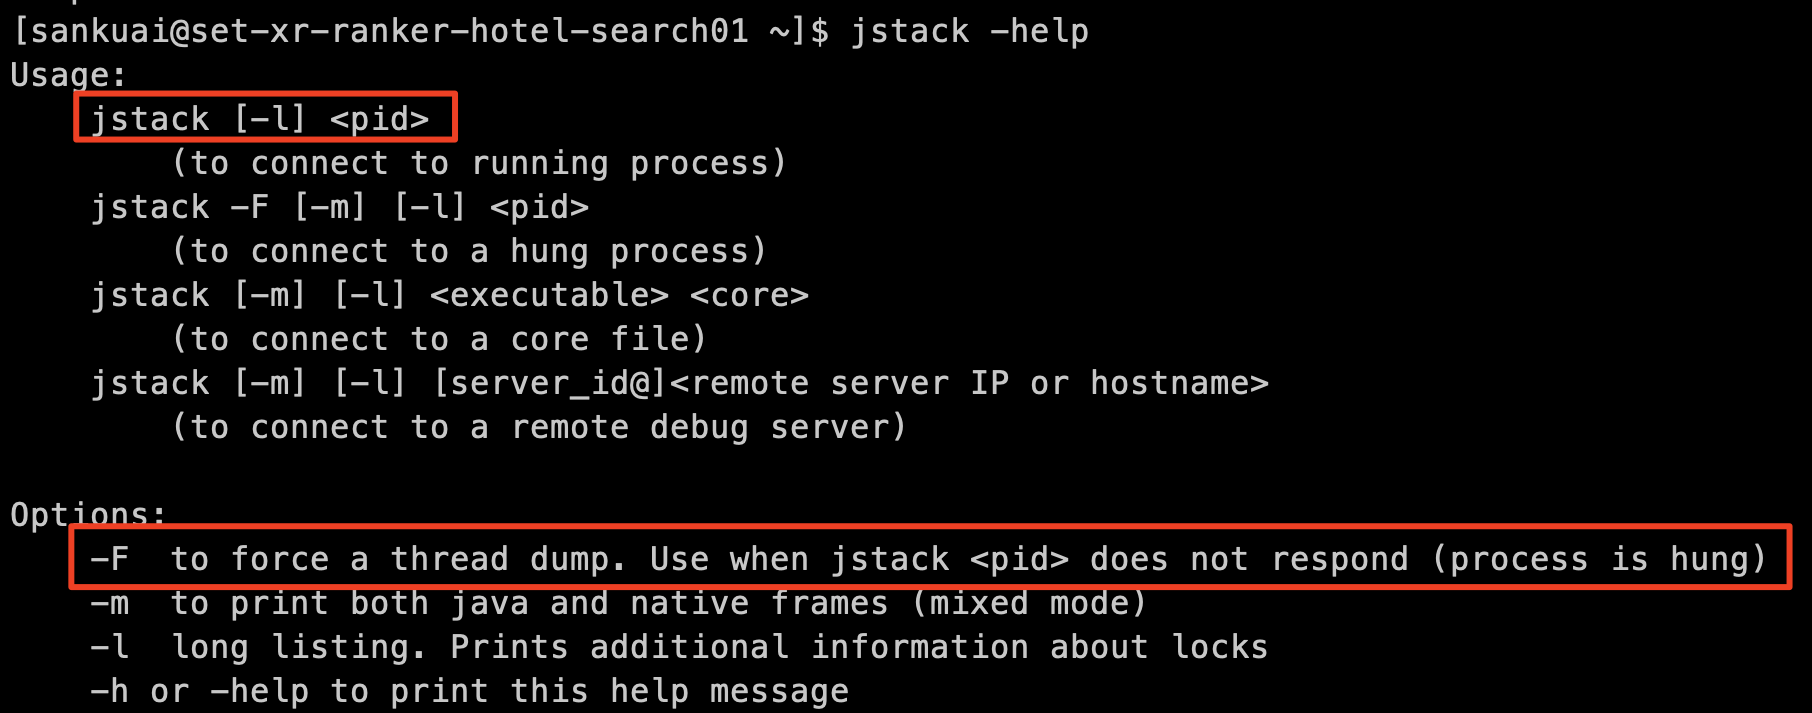 [sankuai@set-xr-ranker-hotel-search01 ~]$ jstack -help
Usage:
    jstack [-l] <pid>
        (to connect to running process)
    jstack -F [-m] [-l] <pid>
        (to connect to a hung process)
    jstack [-m] [-l] <executable> <core>
        (to connect to a core file)
    jstack [-m] [-l] [server_id@]<remote server IP or hostname>
        (to connect to a remote debug server)

Options:
    -F  to force a thread dump. Use when jstack <pid> does not respond (process is hung)
    -m  to print both java and native frames (mixed mode)
    -l  long listing. Prints additional information about locks
    -h or -help to print this help message